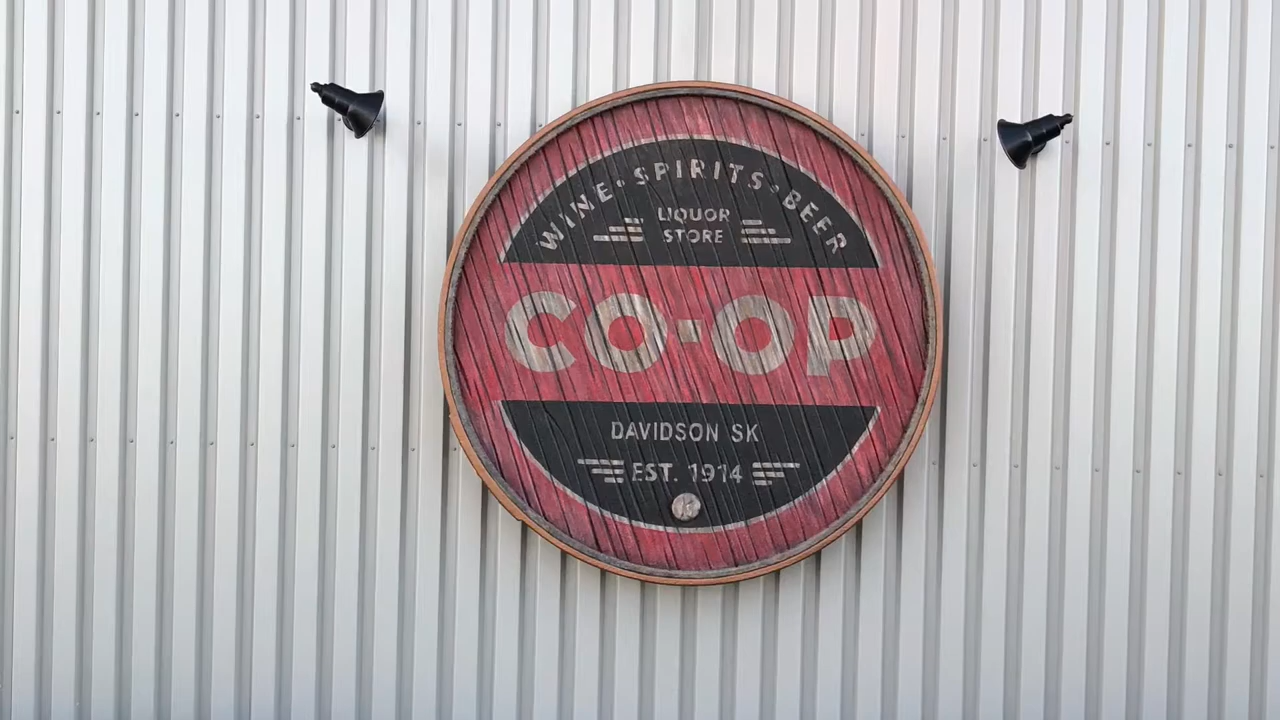 WINE · SPIRITS · BEER
LIQUOR
STORE
CO-OP
DAVIDSON SK
EST. 1914